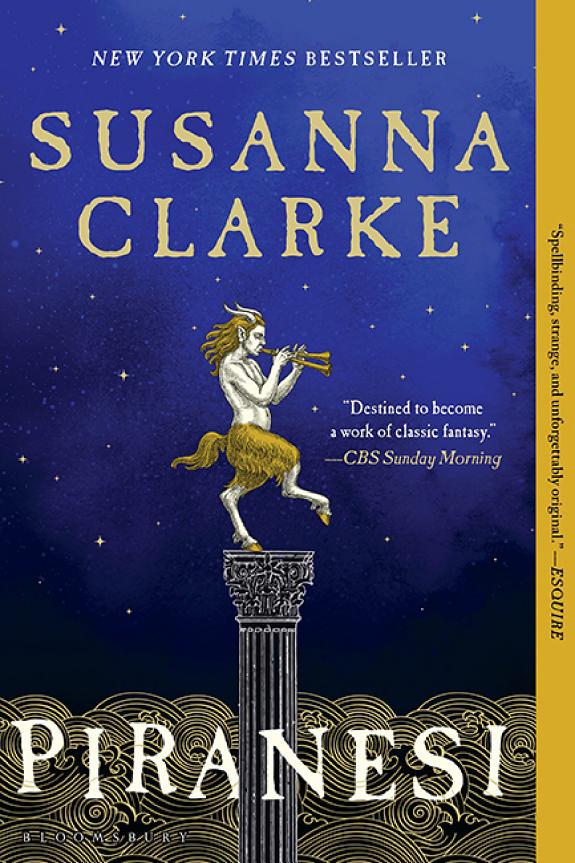 NEW YORK TIMES BESTSELLER
SUSANNA
CLARKE
"Destined to become
a work of classic fantasy."
—CBS Sunday Morning
PIRANESI
BLOOMSBURY
"Spellbinding, strange, and unforgettably original." —ESQUIRE